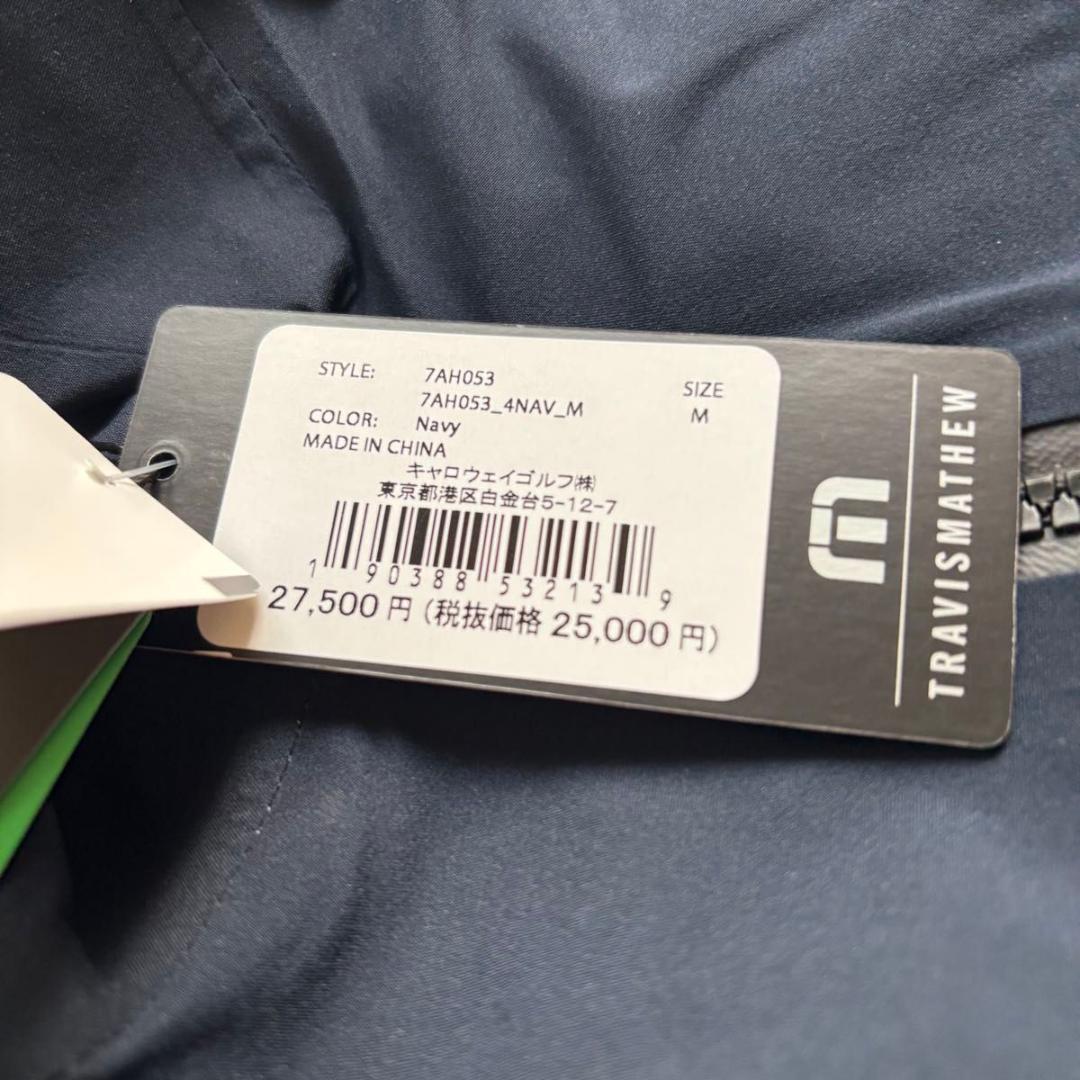 STYLE: 7AH053
7AH053_4NAV_M
COLOR: Navy
MADE IN CHINA
SIZE
M
キャロウェイゴルフ㈱
東京都港区白金台5-12-7
1 90388 53213 9
27,500円（税抜価格 25,000円）
TRAVISMATHEW